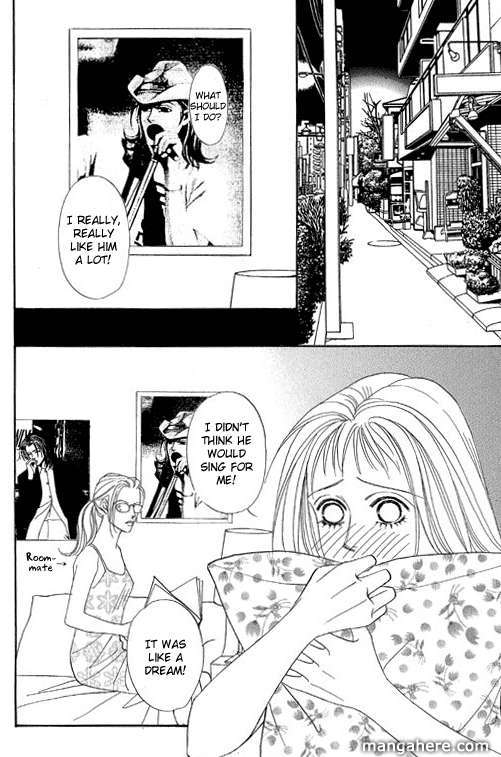 WHAT
SHOULD
I DO?
I REALLY,
REALLY
LIKE HIM
A LOT!
I DIDN'T
THINK HE
WOULD
SING FOR
ME!
Room-
mate
IT WAS
LIKE A
DREAM!
mangahere.com